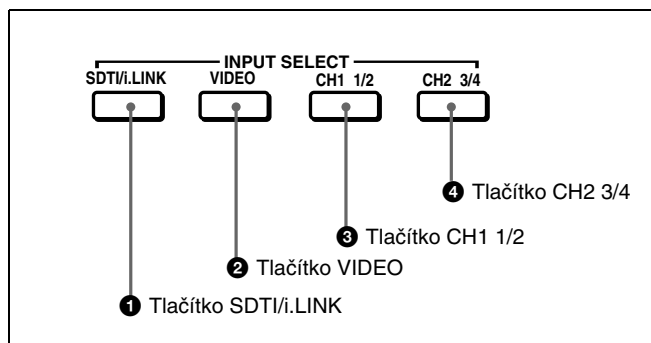 INPUT SELECT
SDTI/i.LINK VIDEO CH1 1/2 CH2 3/4
4 Tlačítko CH2 3/4
3 Tlačítko CH1 1/2
2 Tlačítko VIDEO
1 Tlačítko SDTI/i.LINK